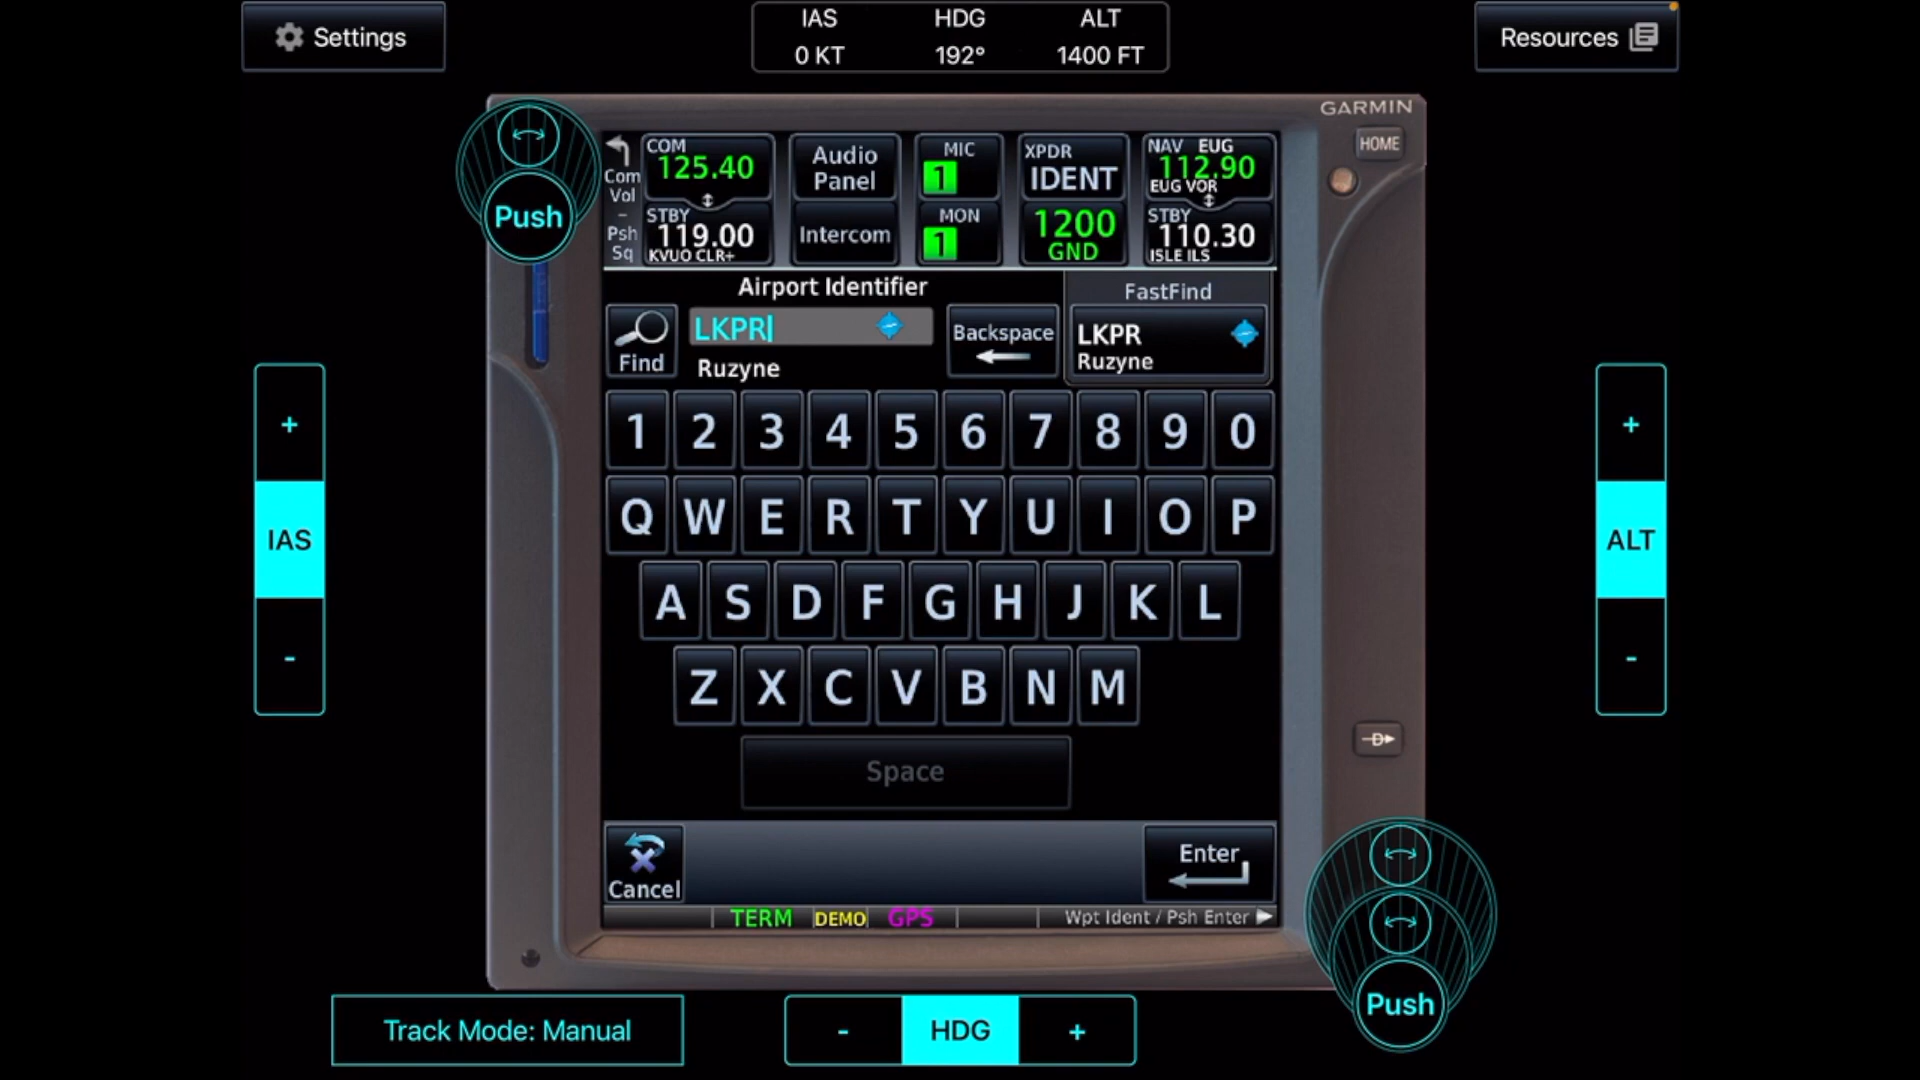 Settings
IAS HDG ALT
0 KT 192° 1400 FT
Resources
GARMIN
HOME
Push
Com
Vol
-
Psh
Sq
COM
125.40
STBY
119.00
KVUO CLR+
Audio
Panel
Intercom
MIC
1
MON
1
XPDR
IDENT
1200
GND
NAV EUG
112.90
EUG VOR
STBY
110.30
ISLE ILS
Airport Identifier
Find
LKPR
Ruzyne
Backspace
FastFind
LKPR
Ruzyne
1 2 3 4 5 6 7 8 9 0
Q W E R T Y U I O P
A S D F G H J K L
Z X C V B N M
Space
Cancel
Enter
TERM DEMO GPS Wpt Ident / Psh Enter
+
IAS
-
+
ALT
-
D
Push
Track Mode: Manual
- HDG +